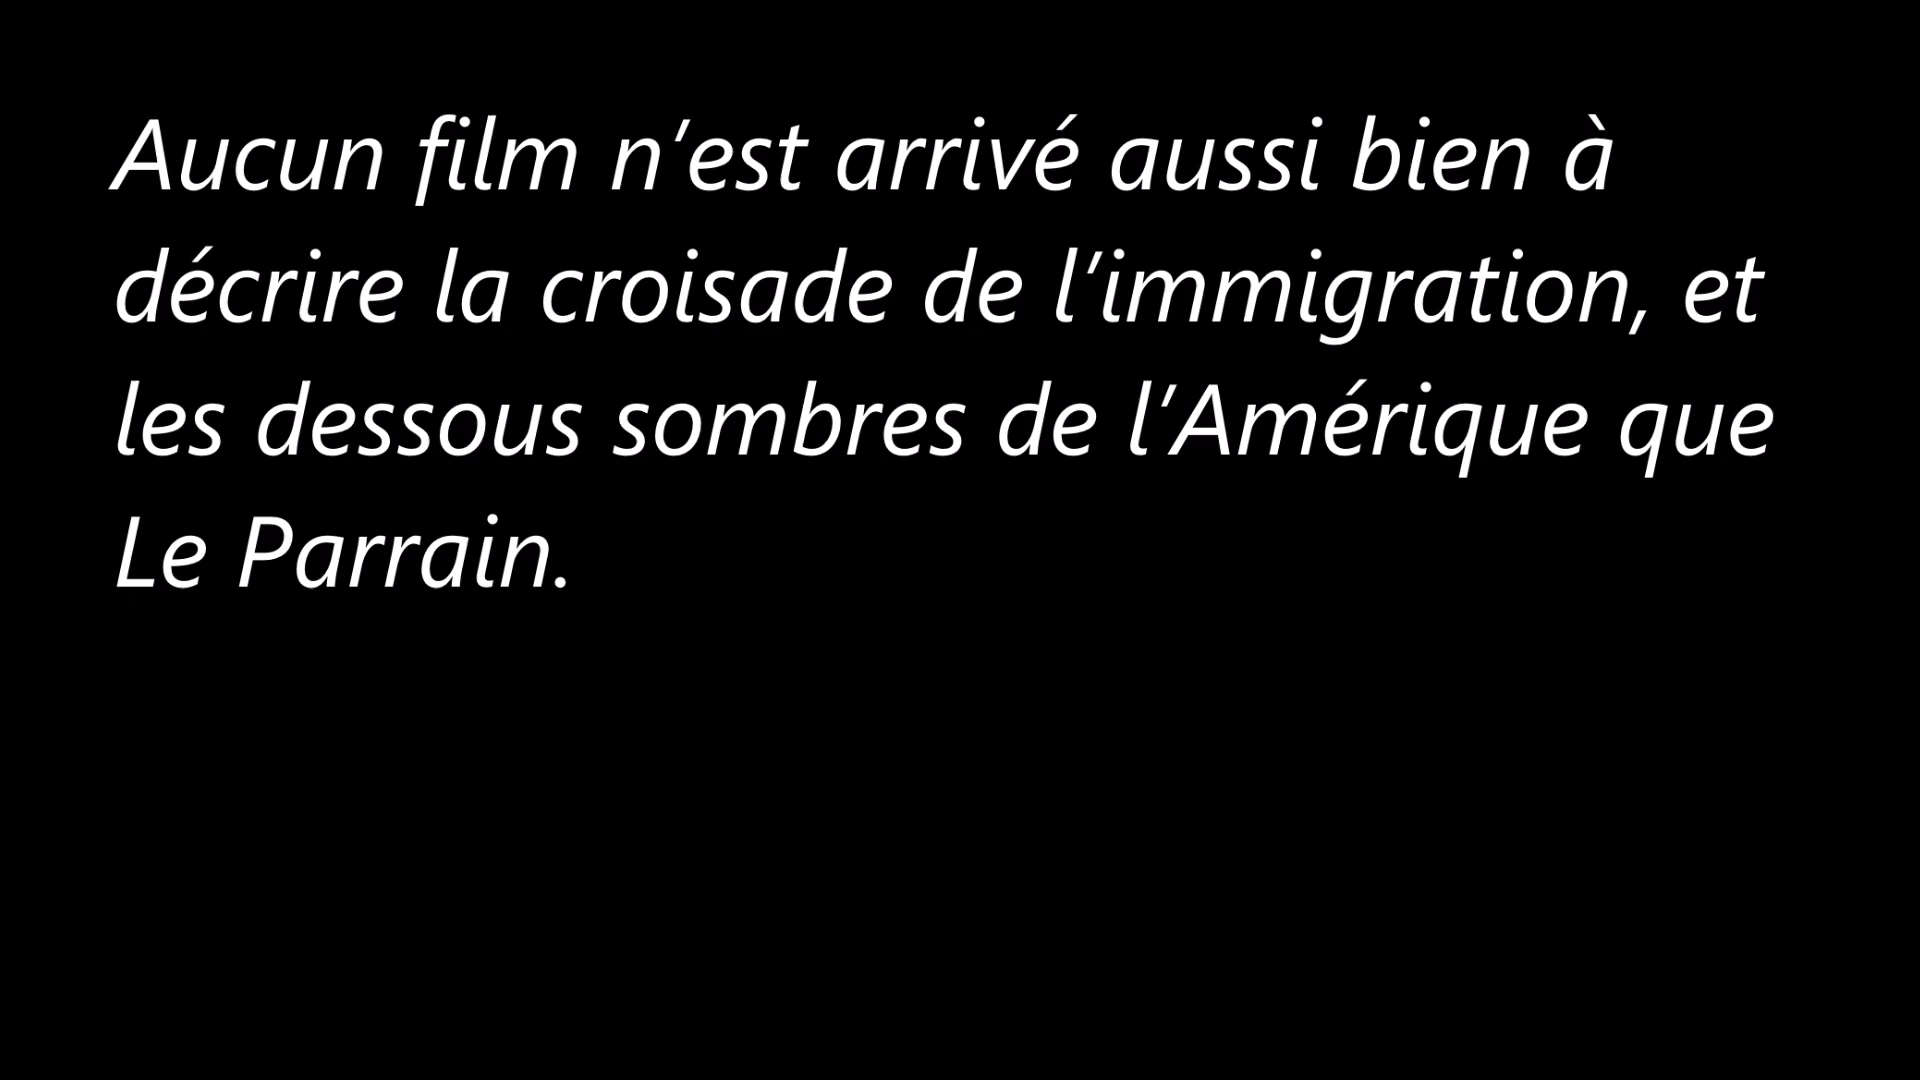 Aucun film n’est arrivé aussi bien à
décrire la croisade de l’immigration, et
les dessous sombres de l’Amérique que
Le Parrain.